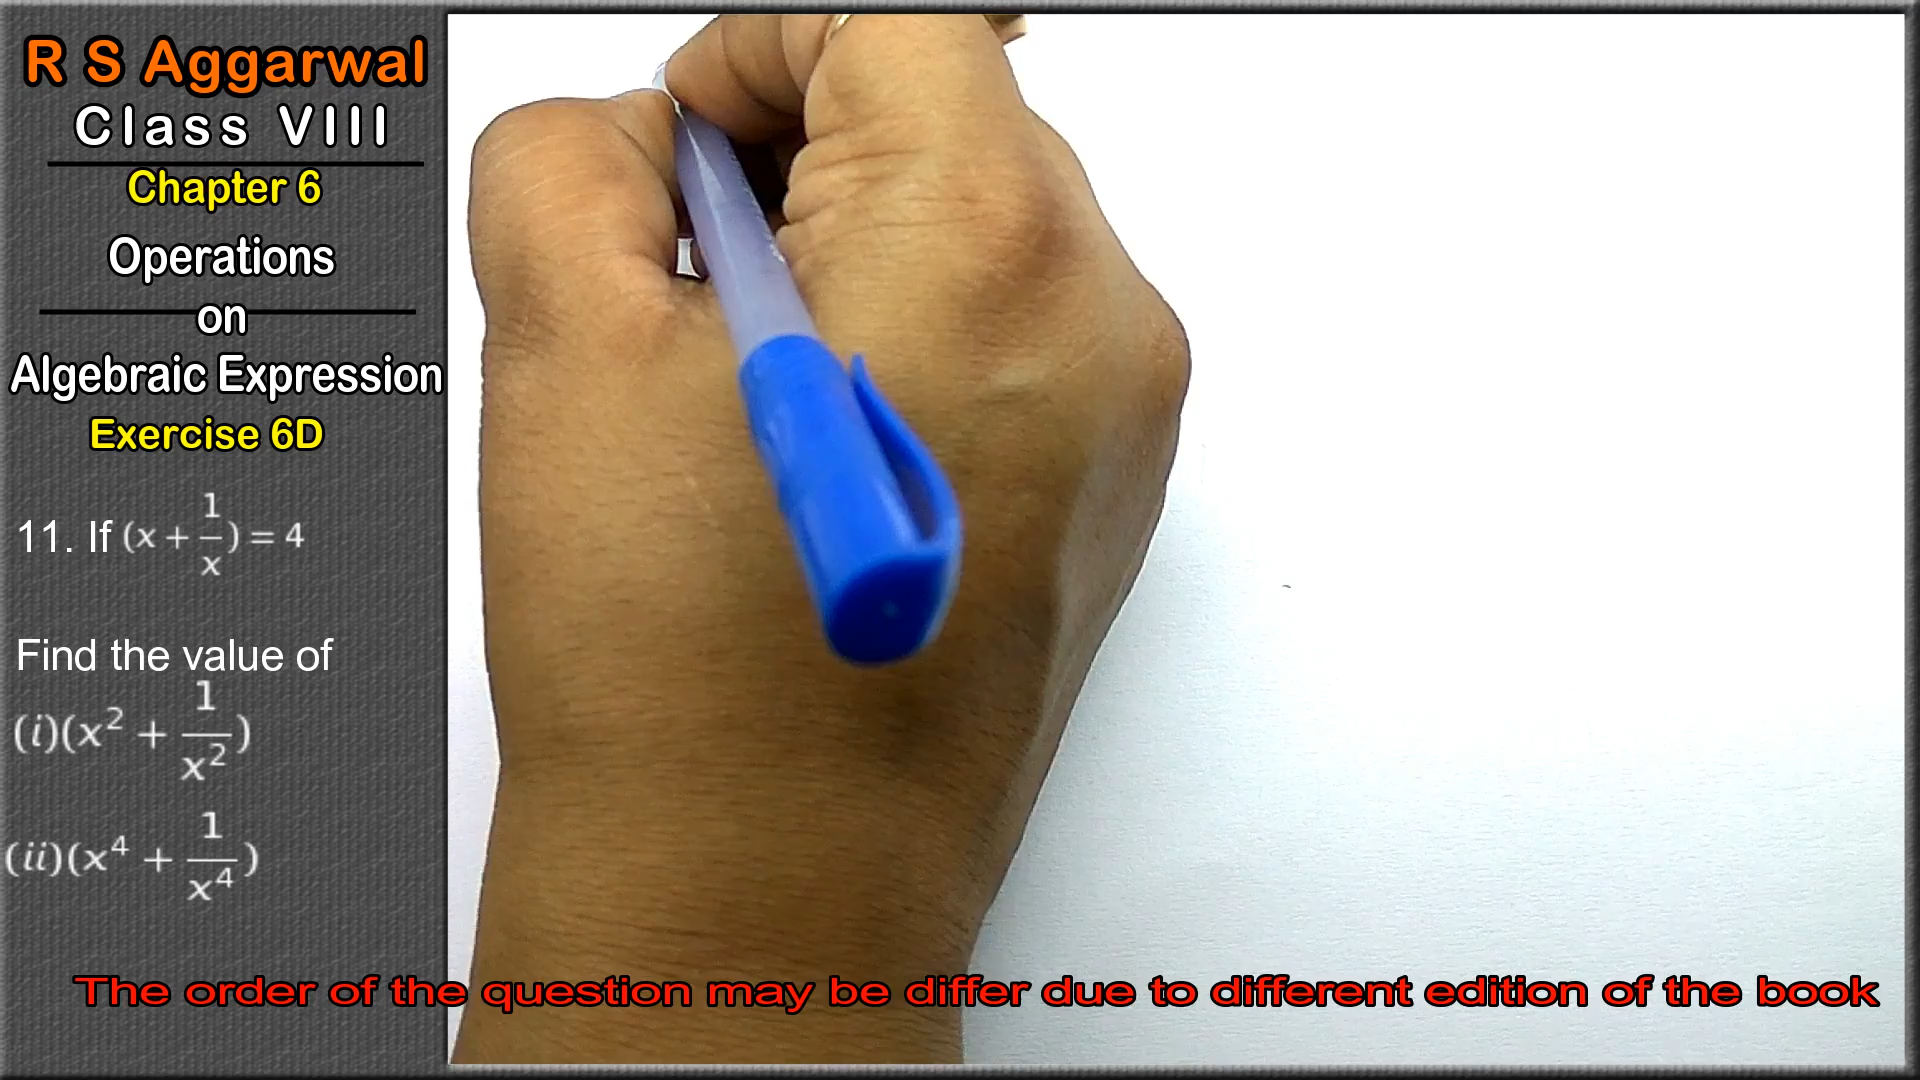 R S Aggarwal
Class VIII
Chapter 6
Operations
on
Algebraic Expression
Exercise 6D
11. If (x + 1/x) = 4
Find the value of
(i)(x² + 1/x²)
(ii)(x⁴ + 1/x⁴)
The order of the question may be differ due to different edition of the book